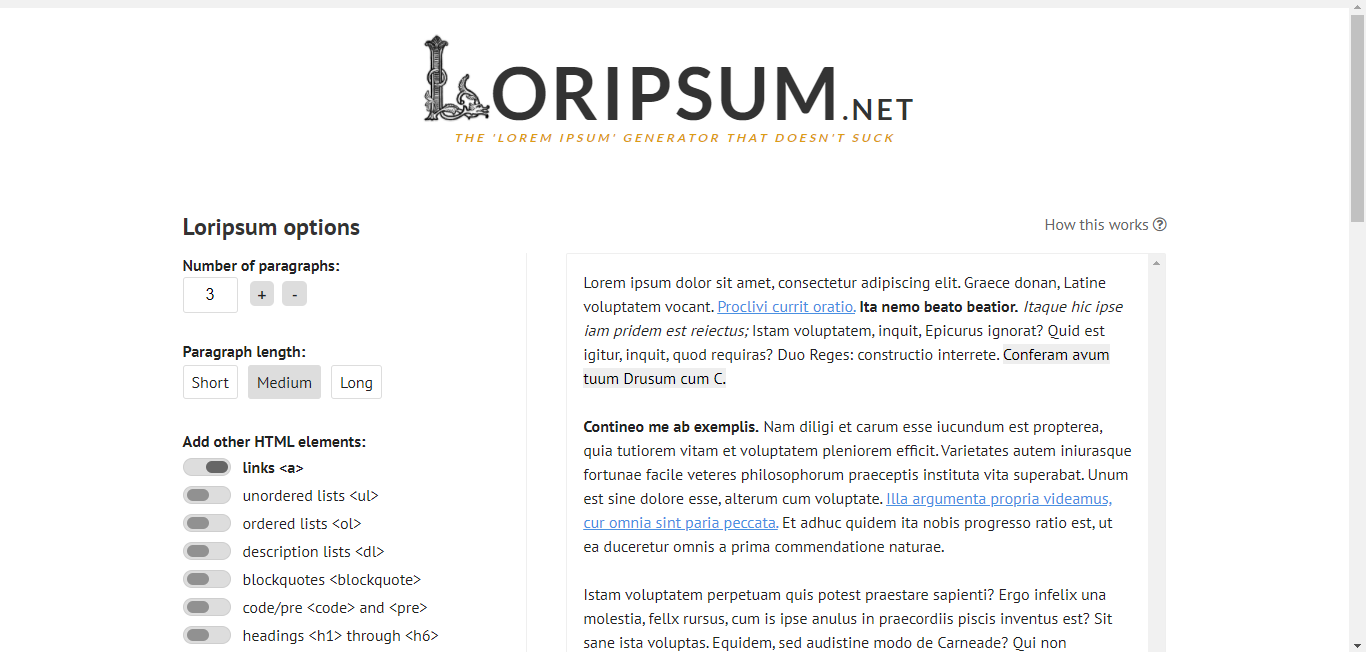 LORIPSUM.NET
THE 'LOREM IPSUM' GENERATOR THAT DOESN'T SUCK
Loripsum options
How this works ?
Number of paragraphs:
3 + -
Paragraph length:
Short Medium Long
Add other HTML elements:
links <a>
unordered lists <ul>
ordered lists <ol>
description lists <dl>
blockquotes <blockquote>
code/pre <code> and <pre>
headings <h1> through <h6>
Lorem ipsum dolor sit amet, consectetur adipiscing elit. Graece donan, Latine
voluptatem vocant. Proclivi currit oratio. Ita nemo beato beatior. Itaque hic ipse
iam pridem est reiectus; Istam voluptatem, inquit, Epicurus ignorat? Quid est
igitur, inquit, quod requiras? Duo Reges: constructio interrete. Conferam avum
tuum Drusum cum C.
Contineo me ab exemplis. Nam diligi et carum esse iucundum est propterea,
quia tutiorem vitam et voluptatem pleniorem efficit. Varietates autem iniurasque
fortunae facile veteres philosophorum praeceptis instituta vita superabat. Unum
est sine dolore esse, alterum cum voluptate. Illa argumenta propria videamus,
cur omnia sint paria peccata. Et adhuc quidem ita nobis progresso ratio est, ut
ea duceretur omnis a prima commendatione naturae.
Istam voluptatem perpetuam quis potest praestare sapienti? Ergo infelix una
molestia, fellx rursus, cum is ipse anulus in praecordiis piscis inventus est? Sit
sane ista voluptas. Equidem, sed audistine modo de Carneade? Qui non